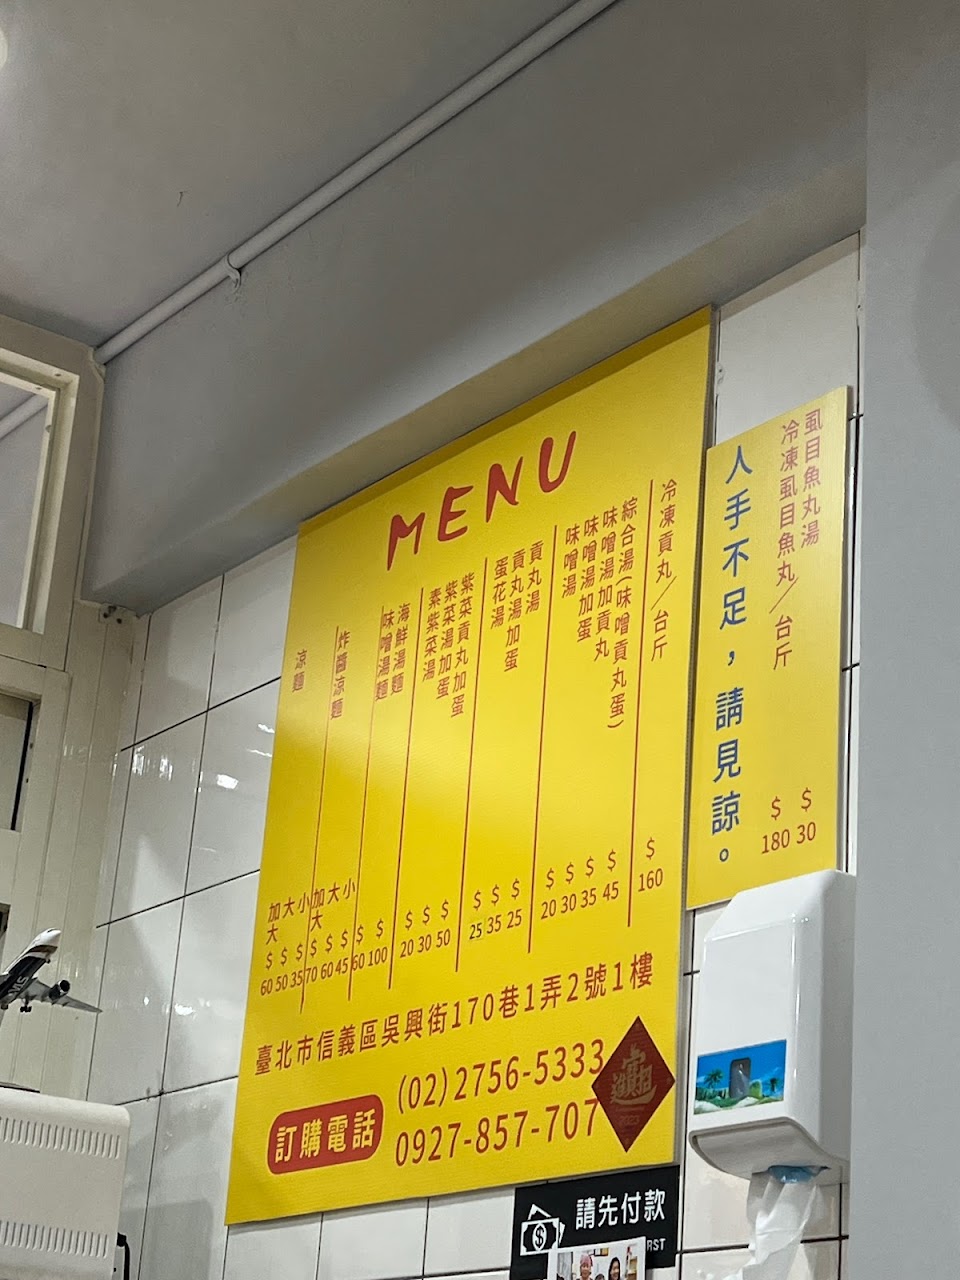 MENU
冷凍貢丸／台斤 $160
綜合湯(味噌貢丸蛋) $45
味噌湯加貢丸 $35
味噌湯加蛋 $30
味噌湯 $20
貢丸湯 $25
貢丸湯加蛋 $35
蛋花湯 $25
紫菜貢丸加蛋 $50
紫菜湯加蛋 $30
素紫菜湯 $20
海鮮湯麵 $100
味噌湯麵 $60
炸醬涼麵 小$45 大$60 加大$70
涼麵 小$35 大$50 加大$60
臺北市信義區吳興街170巷1弄2號1樓
訂購電話
(02)2756-5333
0927-857-707
虱目魚丸湯 $30
冷凍虱目魚丸／台斤 $180
人手不足，請見諒。
請先付款
RST